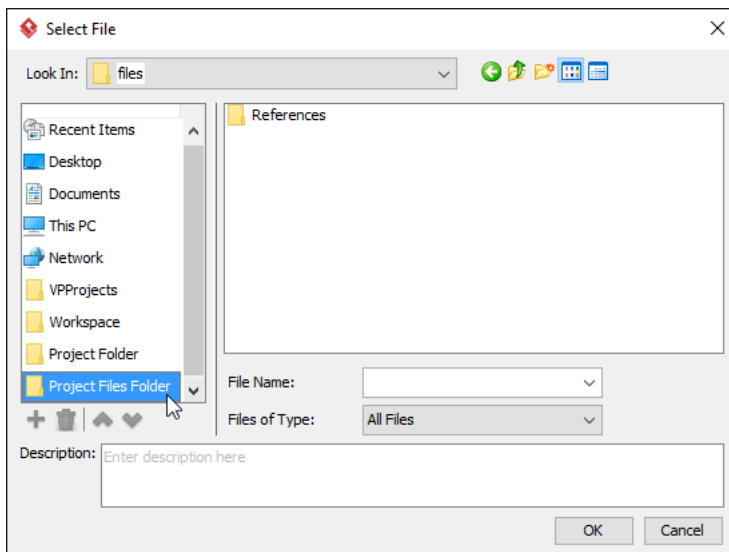 Select File
Look In: files
Recent Items
Desktop
Documents
This PC
Network
VPProjects
Workspace
Project Folder
Project Files Folder
References
File Name:
Files of Type: All Files
Description: Enter description here
OK Cancel